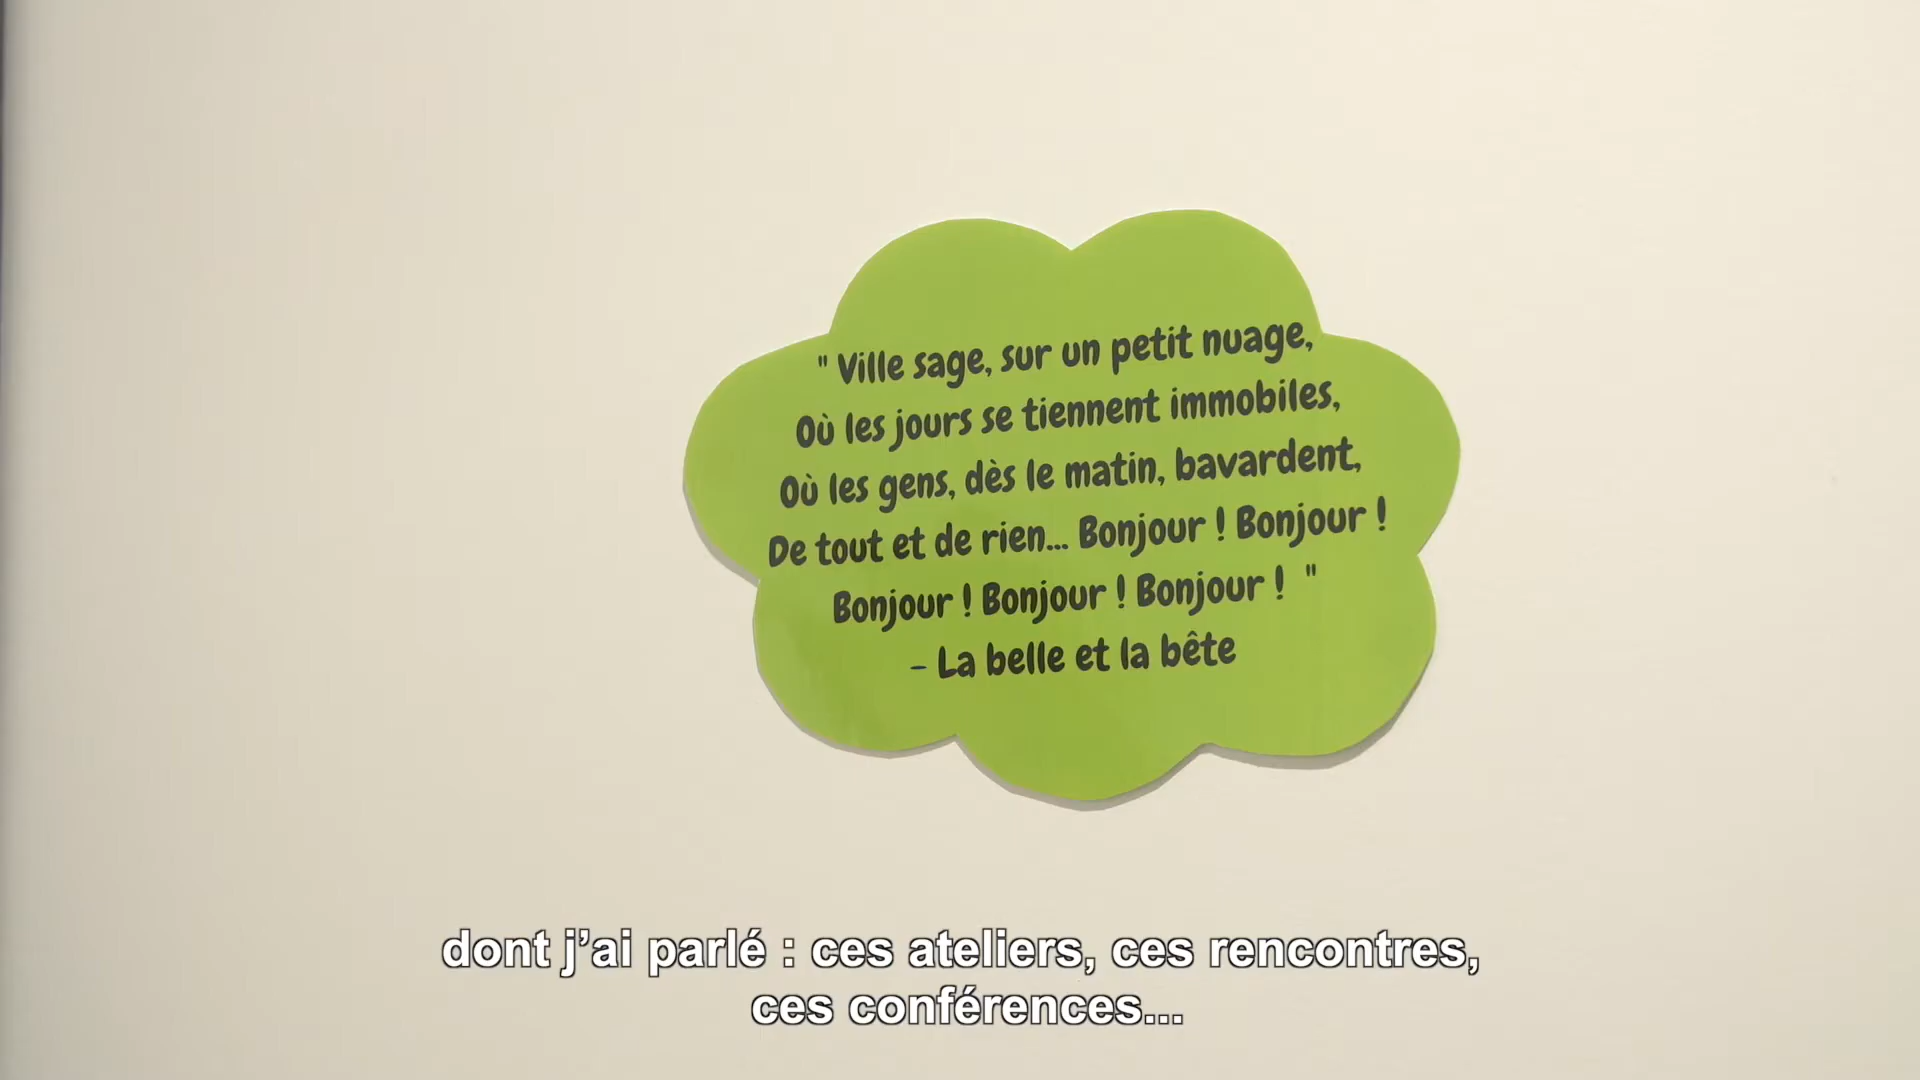 " Ville sage, sur un petit nuage,
Où les jours se tiennent immobiles,
Où les gens, dès le matin, bavardent,
De tout et de rien... Bonjour ! Bonjour !
Bonjour ! Bonjour ! Bonjour ! "
- La belle et la bête
dont j’ai parlé : ces ateliers, ces rencontres,
ces conférences...